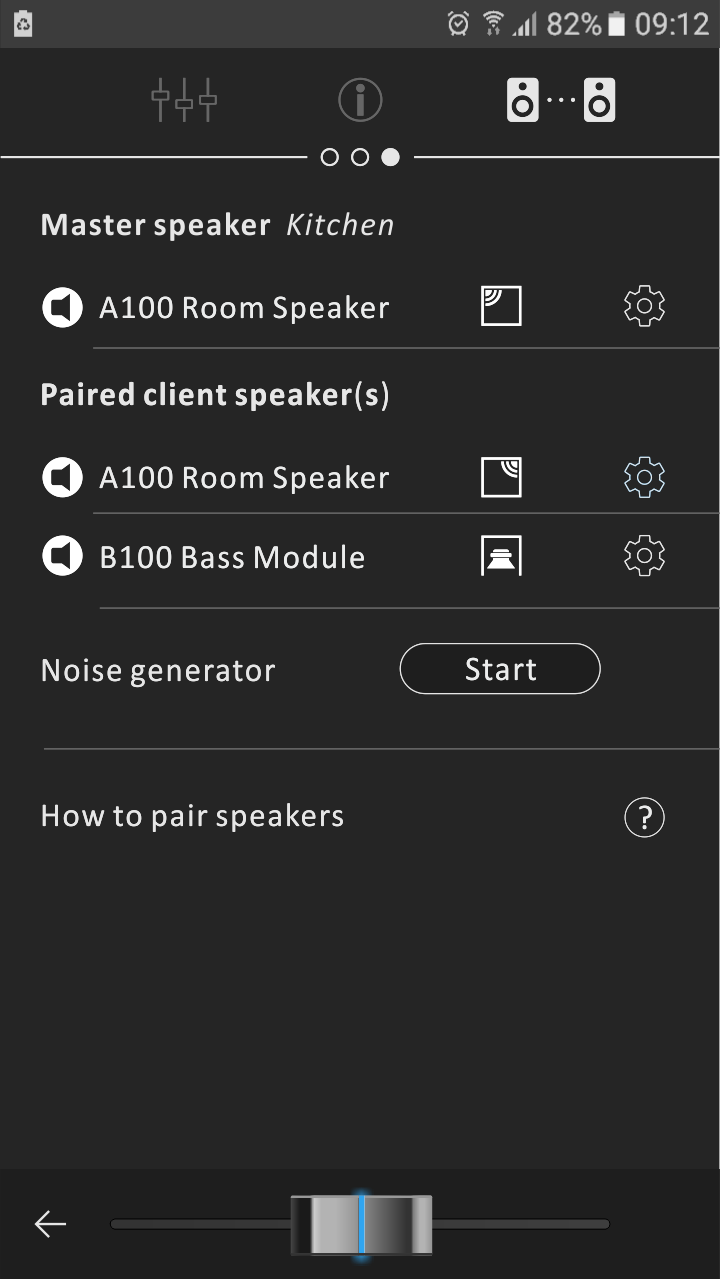 82% 09:12
Master speaker Kitchen
A100 Room Speaker
Paired client speaker(s)
A100 Room Speaker
B100 Bass Module
Noise generator Start
How to pair speakers ?